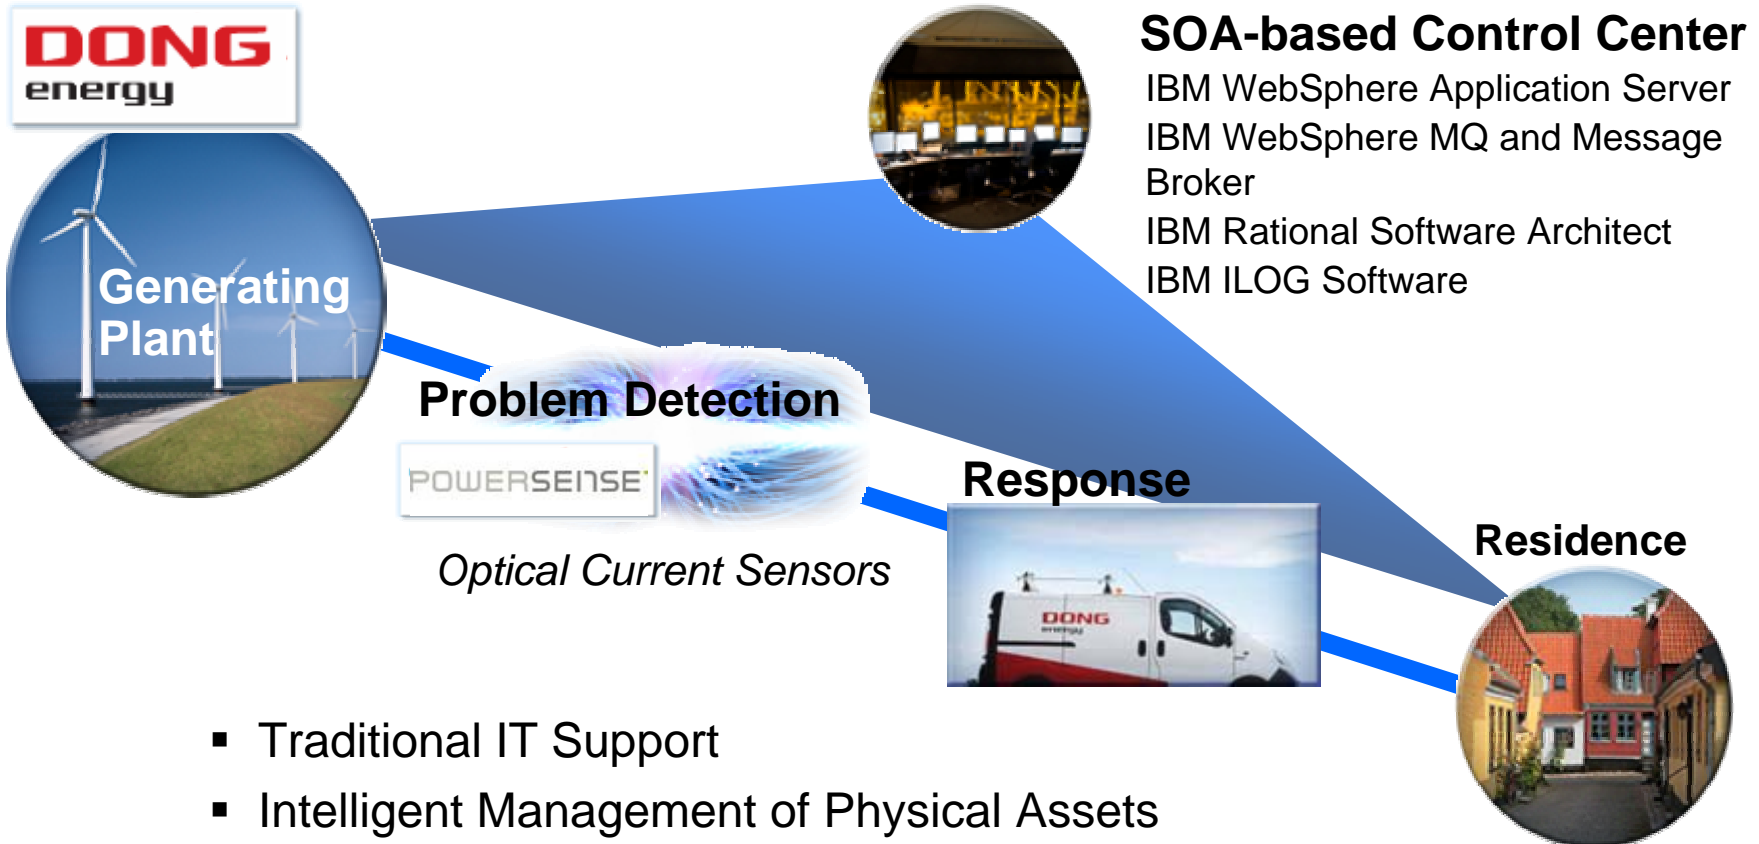 DONG
energy
SOA-based Control Center
IBM WebSphere Application Server
IBM WebSphere MQ and Message
Broker
IBM Rational Software Architect
IBM ILOG Software
Generating
Plant
Problem Detection
POWERSENSE
Optical Current Sensors
Response
DONG
energy
Residence
▪ Traditional IT Support
▪ Intelligent Management of Physical Assets